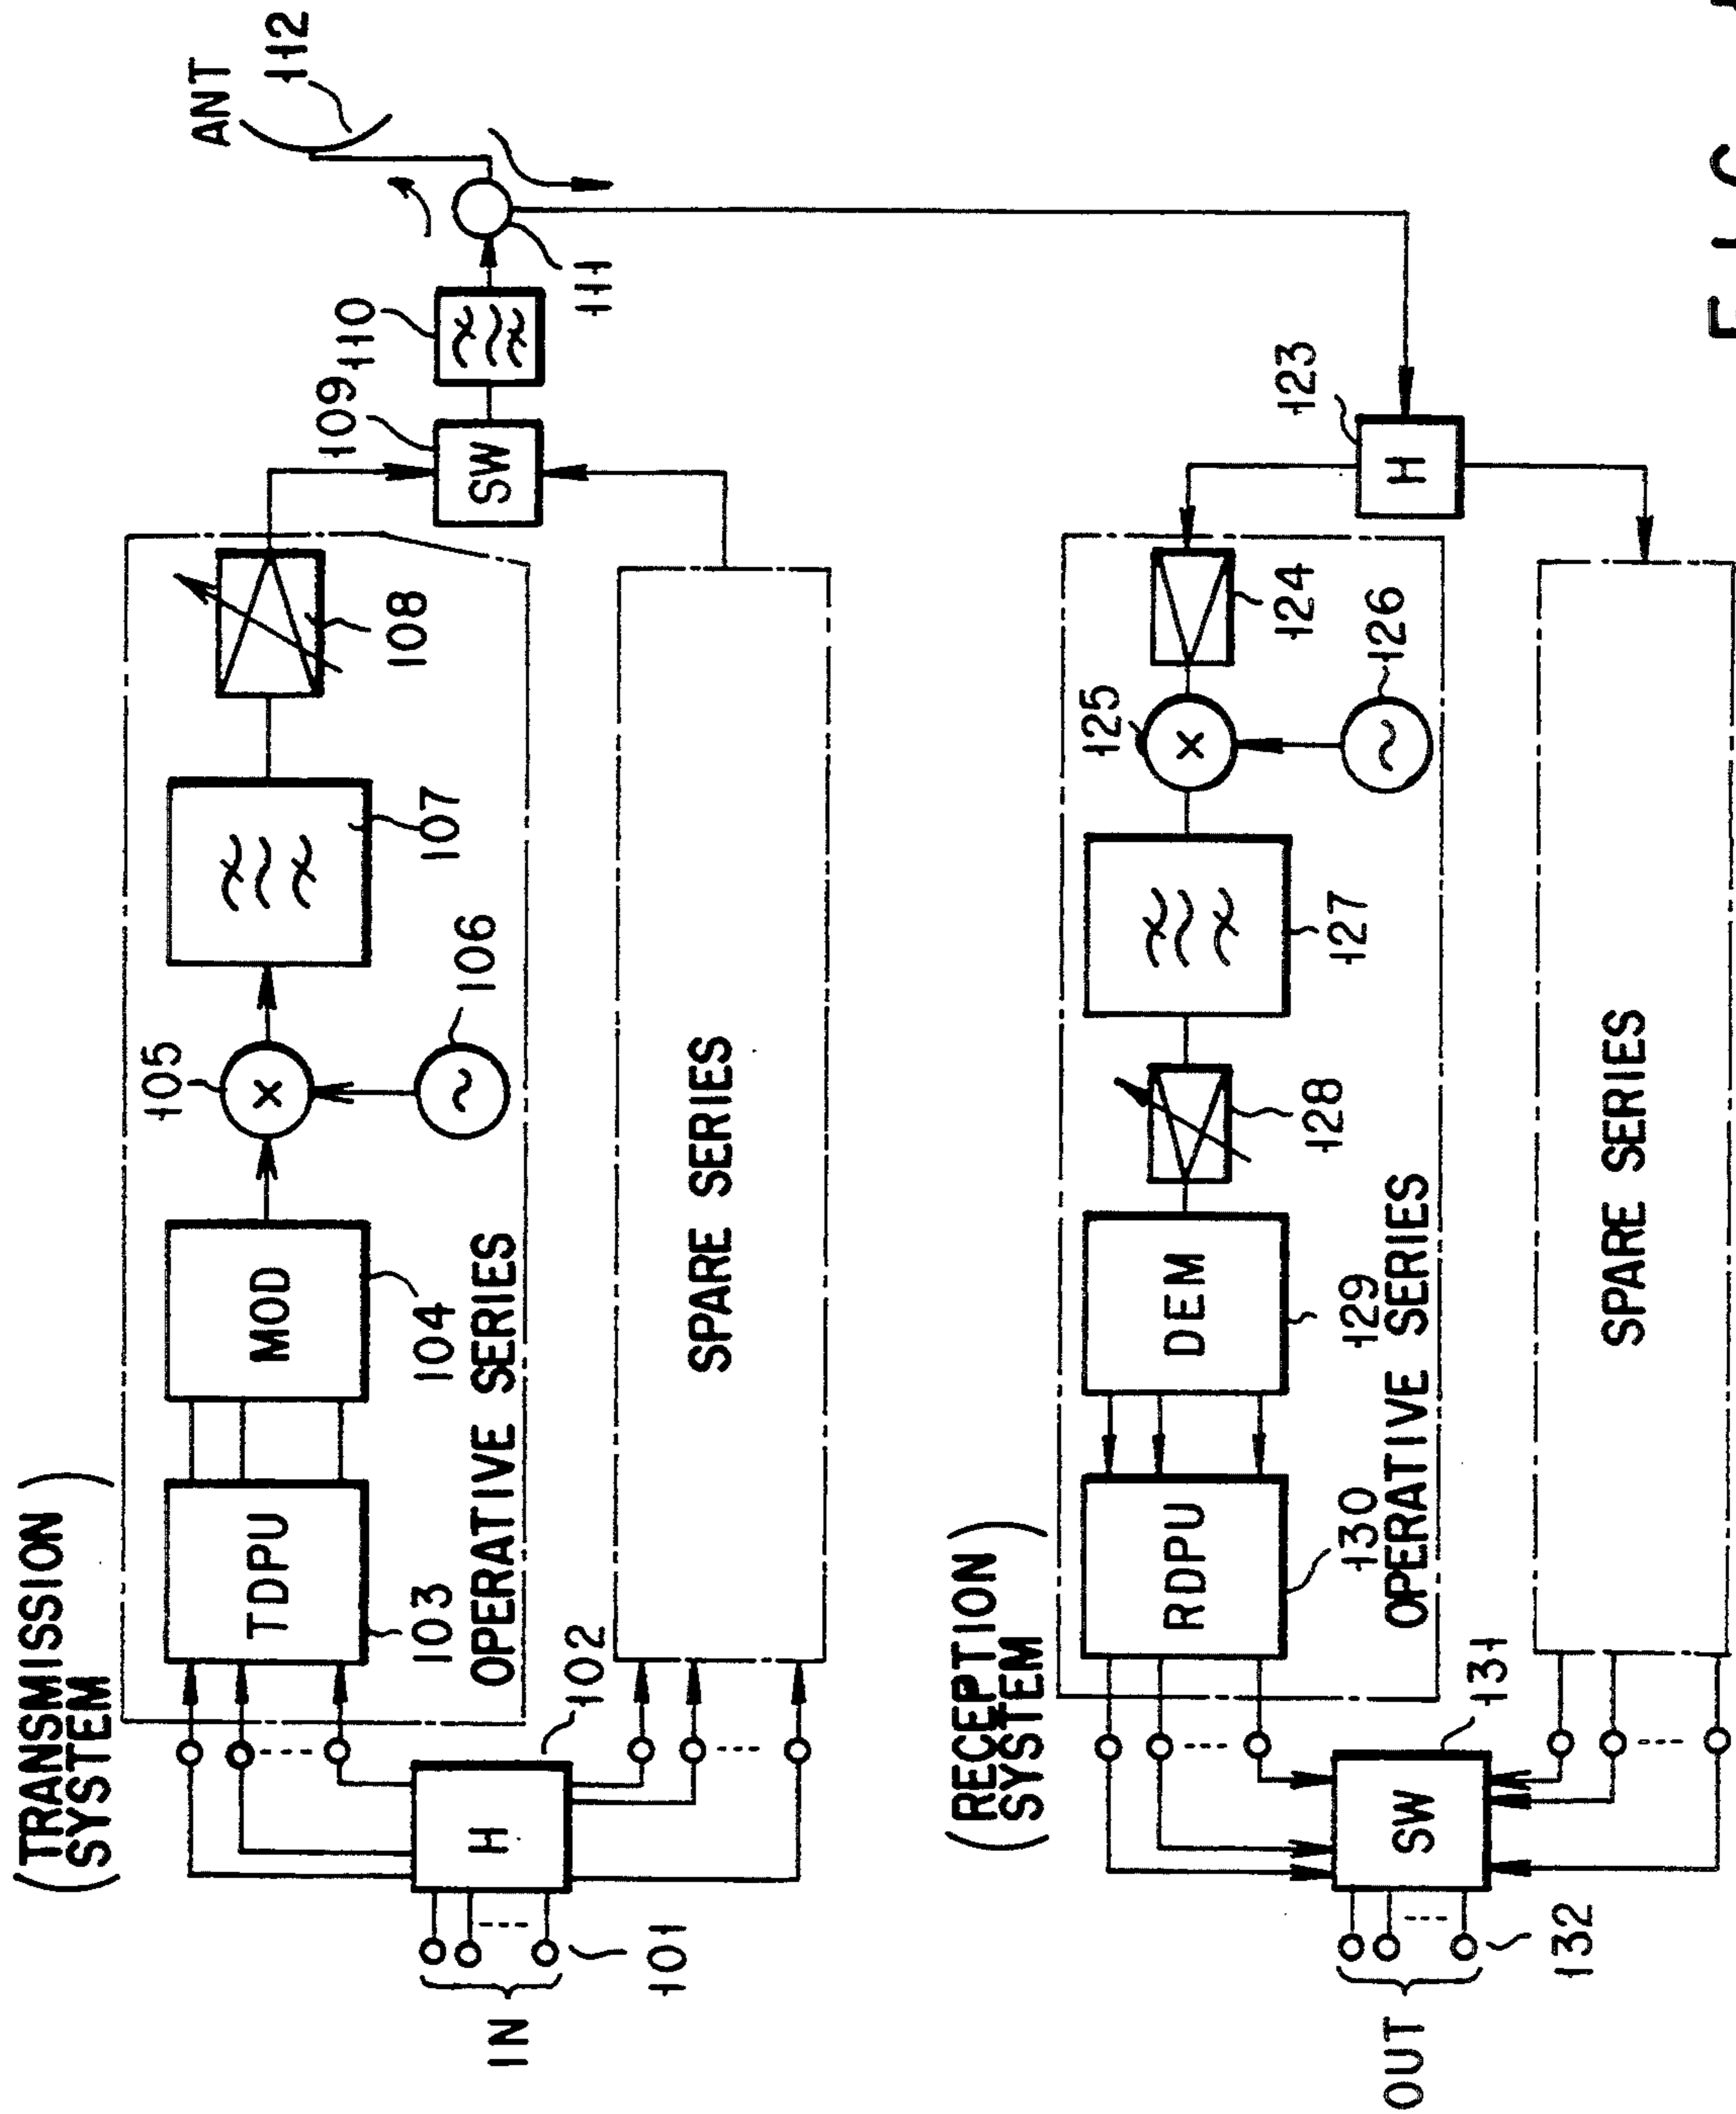 (TRANSMISSION
SYSTEM)
ANT
112
IN
101
H
102
TDPU
103
MOD
104
×
105
~
106
107
108
OPERATIVE SERIES
SW
109
110
111
SPARE SERIES
(RECEPTION
SYSTEM)
H
123
124
×
125
~
126
127
128
DEM
129
RDPU
130
OPERATIVE SERIES
SW
131
OUT
132
SPARE SERIES